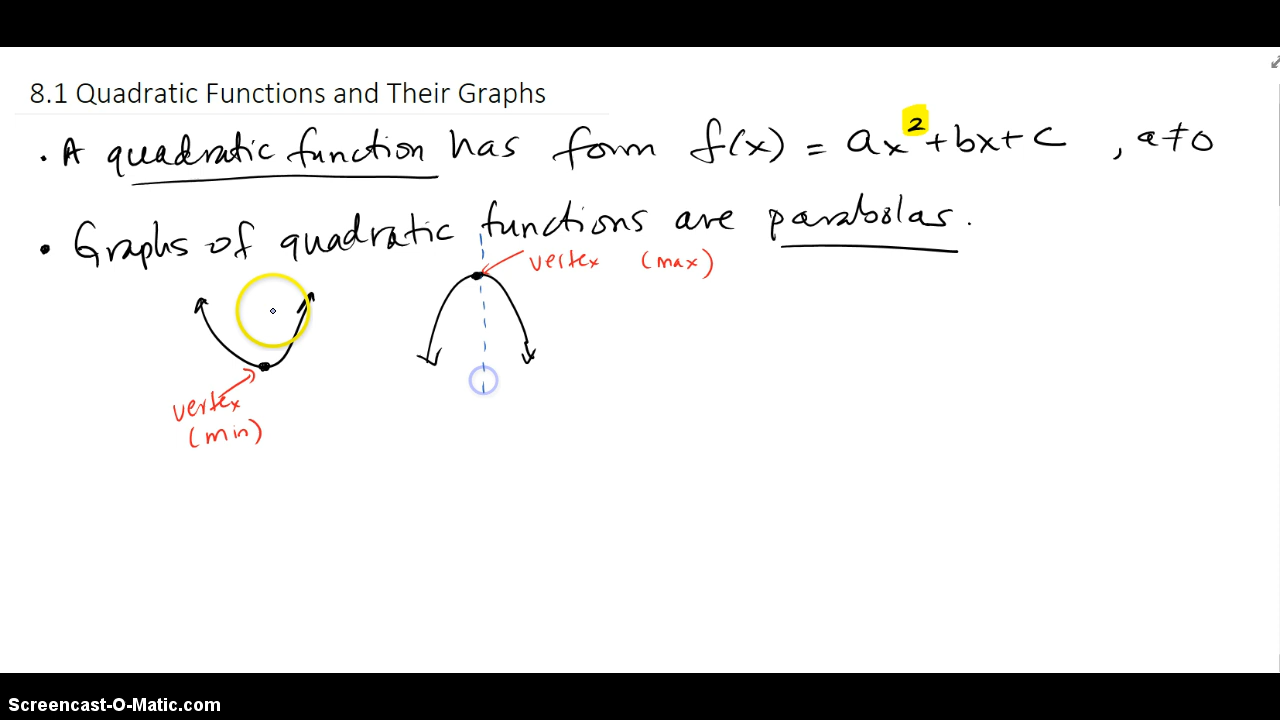 8.1 Quadratic Functions and Their Graphs
. A quadratic function has form f(x) = ax²+bx+c , a≠0
• Graphs of quadratic functions are parabolas.
vertex (max)
vertex
(min)
Screencast-O-Matic.com